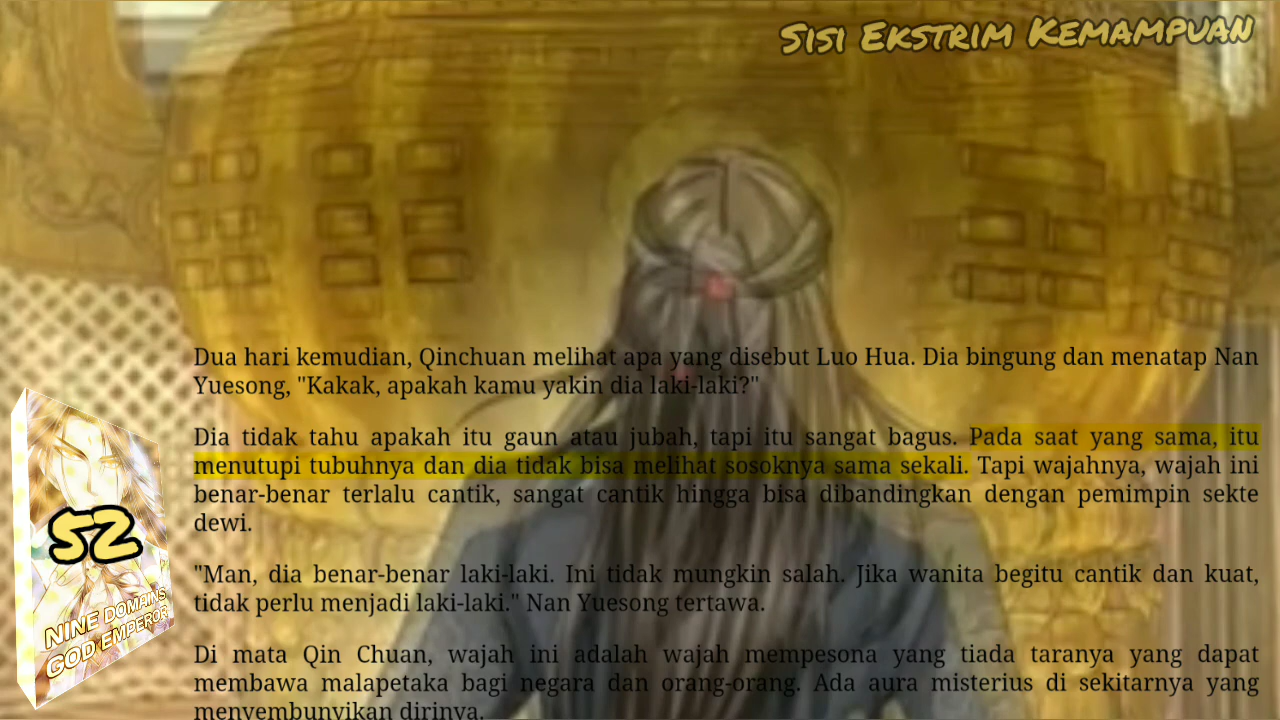 Sisi Ekstrim Kemampuan
Dua hari kemudian, Qinchuan melihat apa yang disebut Luo Hua. Dia bingung dan menatap Nan
Yuesong, "Kakak, apakah kamu yakin dia laki-laki?"
Dia tidak tahu apakah itu gaun atau jubah, tapi itu sangat bagus. Pada saat yang sama, itu
menutupi tubuhnya dan dia tidak bisa melihat sosoknya sama sekali. Tapi wajahnya, wajah ini
benar-benar terlalu cantik, sangat cantik hingga bisa dibandingkan dengan pemimpin sekte
dewi.
"Man, dia benar-benar laki-laki. Ini tidak mungkin salah. Jika wanita begitu cantik dan kuat,
tidak perlu menjadi laki-laki." Nan Yuesong tertawa.
Di mata Qin Chuan, wajah ini adalah wajah mempesona yang tiada taranya yang dapat
membawa malapetaka bagi negara dan orang-orang. Ada aura misterius di sekitarnya yang
menyembunyikan dirinya.
52
NINE DOMAINS
GOD EMPEROR